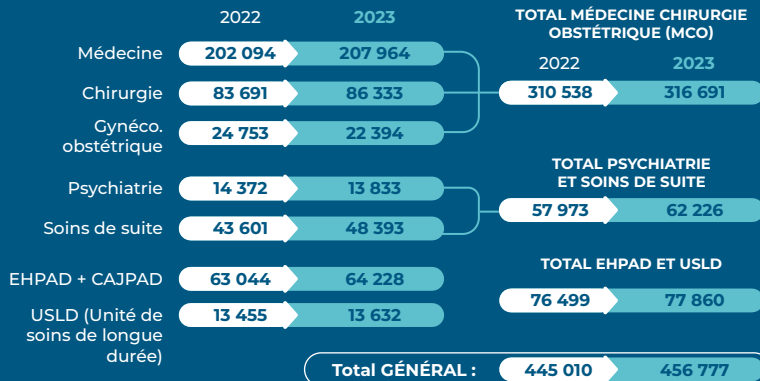 2022 2023
Médecine 202 094 207 964
Chirurgie 83 691 86 333
Gynéco.
obstétrique 24 753 22 394
Psychiatrie 14 372 13 833
Soins de suite 43 601 48 393
EHPAD + CAJPAD 63 044 64 228
USLD (Unité de
soins de longue
durée) 13 455 13 632
TOTAL MÉDECINE CHIRURGIE
OBSTÉTRIQUE (MCO)
2022 2023
310 538 316 691
TOTAL PSYCHIATRIE
ET SOINS DE SUITE
57 973 62 226
TOTAL EHPAD ET USLD
76 499 77 860
Total GÉNÉRAL : 445 010 456 777